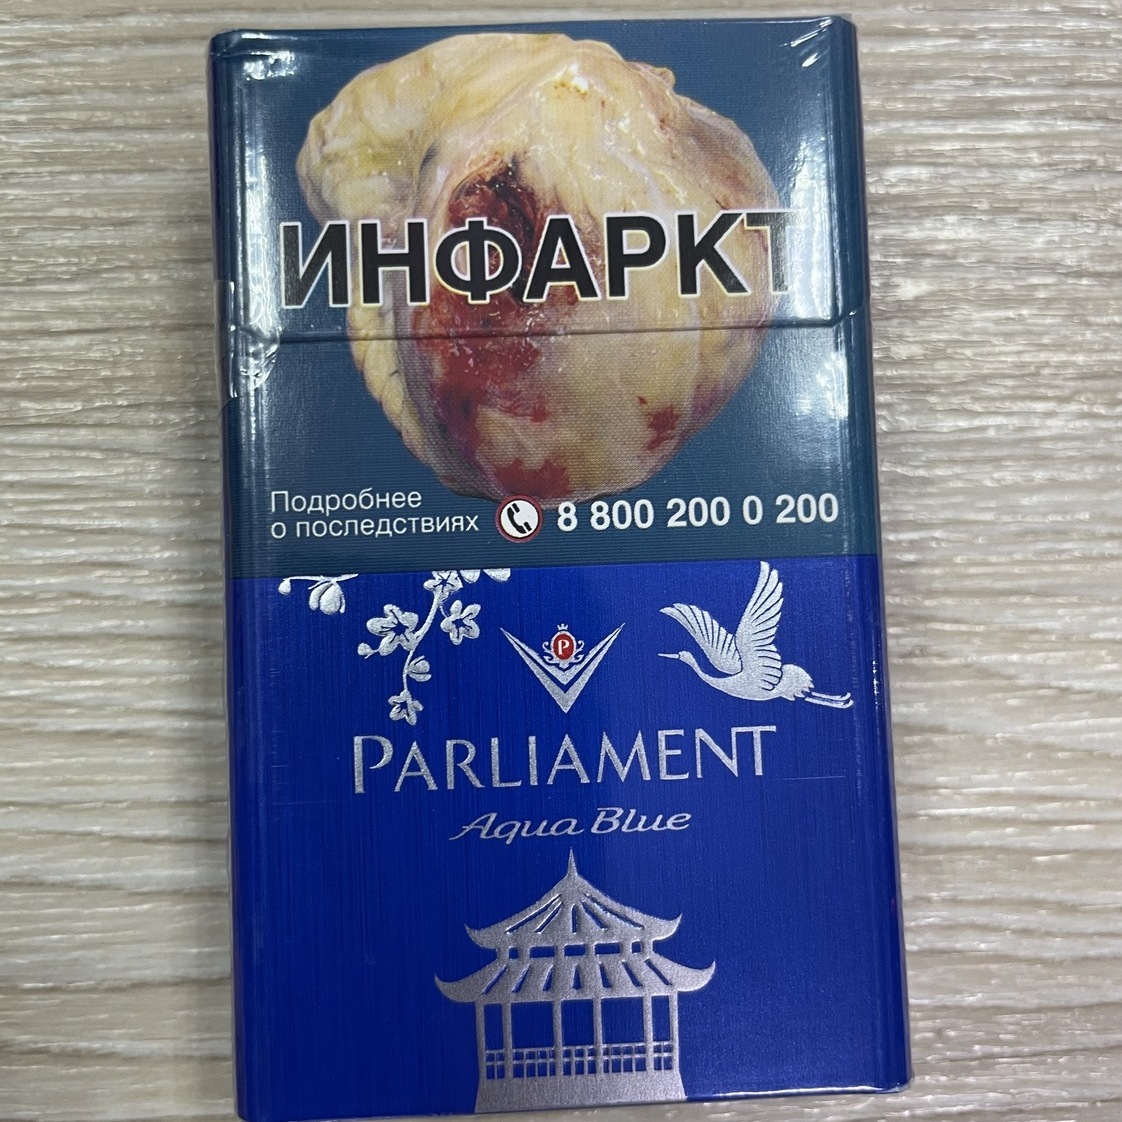 ИНФАРКТ
Подробнее
о последствиях
8 800 200 0 200
P
PARLIAMENT
Aqua Blue